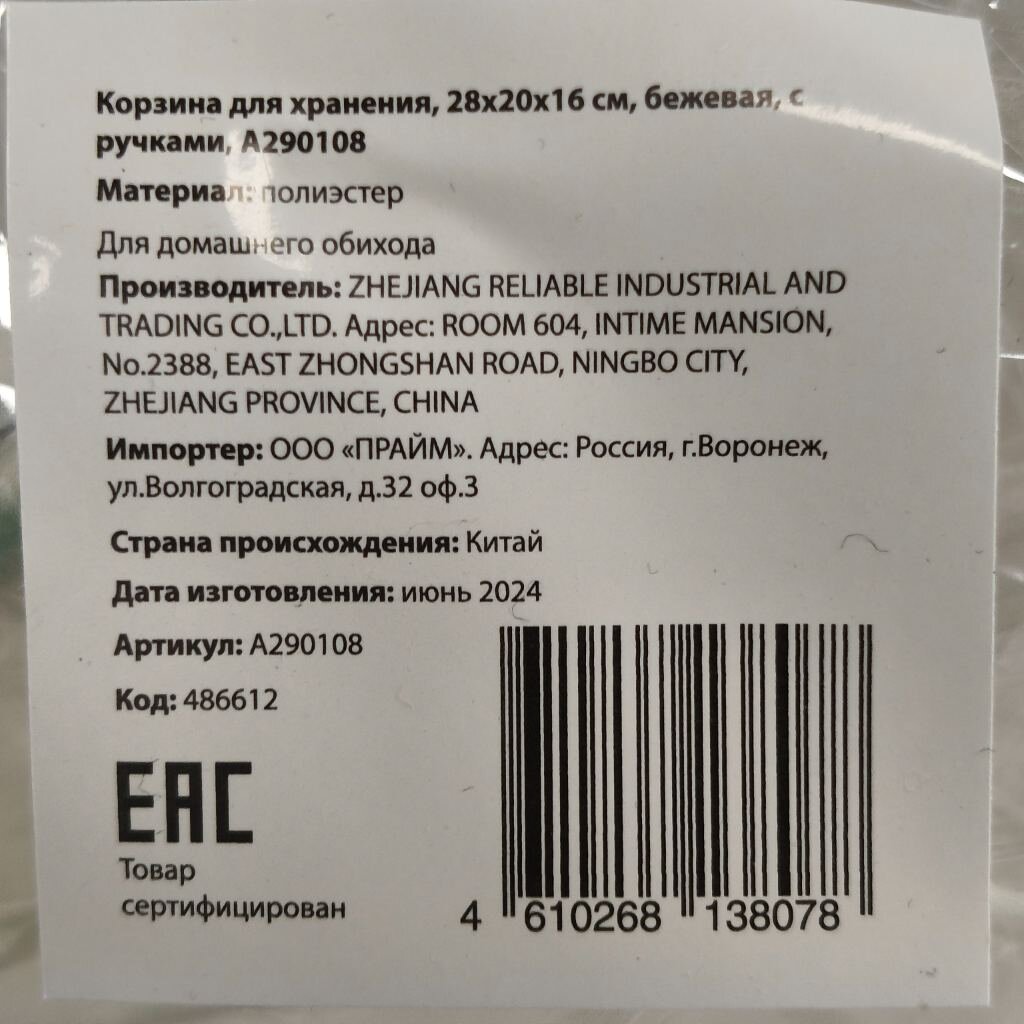 Корзина для хранения, 28х20х16 см, бежевая, с
ручками, А290108
Материал: полиэстер
Для домашнего обихода
Производитель: ZHEJIANG RELIABLE INDUSTRIAL AND
TRADING CO.,LTD. Адрес: ROOM 604, INTIME MANSION,
No.2388, EAST ZHONGSHAN ROAD, NINGBO CITY,
ZHEJIANG PROVINCE, CHINA
Импортер: ООО «ПРАЙМ». Адрес: Россия, г.Воронеж,
ул.Волгоградская, д.32 оф.3
Страна происхождения: Китай
Дата изготовления: июнь 2024
Артикул: А290108
Код: 486612
EAC
Товар
сертифицирован
4 610268 138078